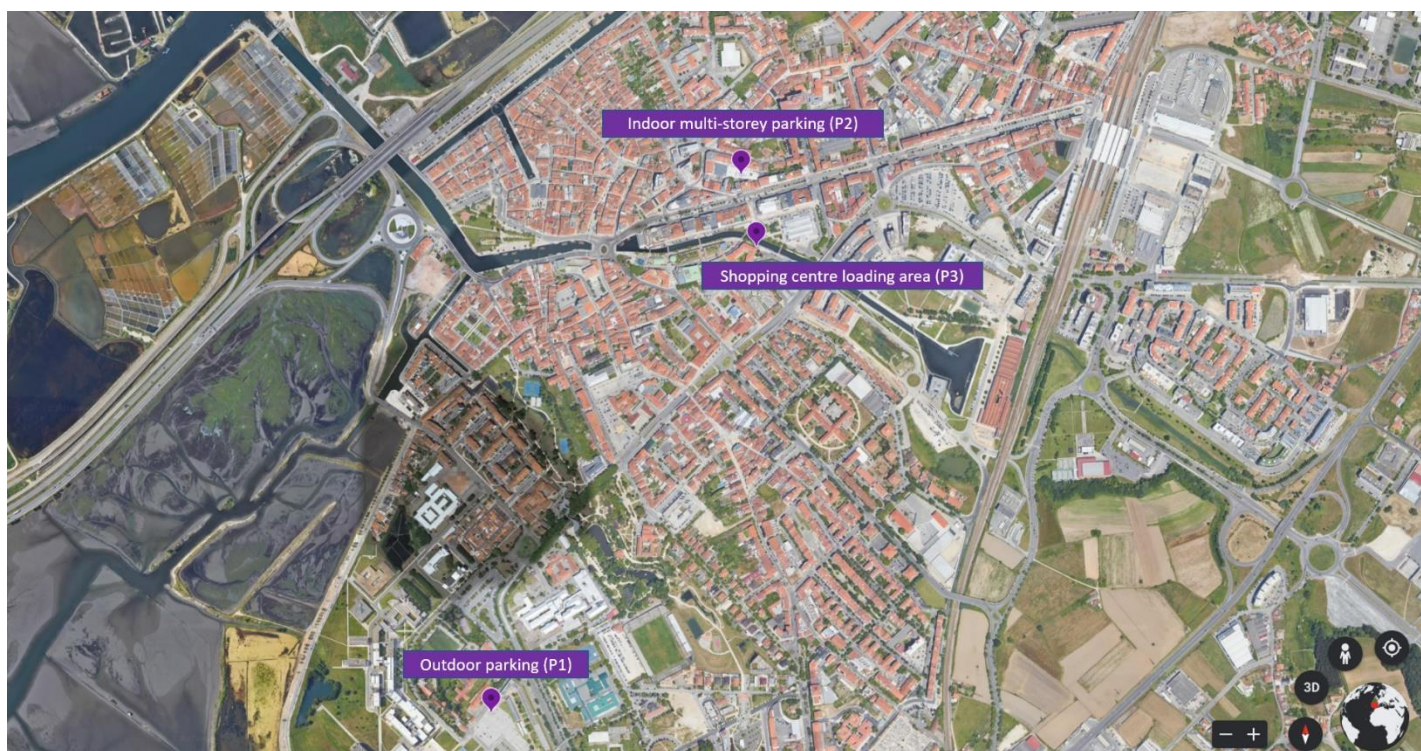 Indoor multi-storey parking (P2)
Shopping centre loading area (P3)
Outdoor parking (P1)
3D